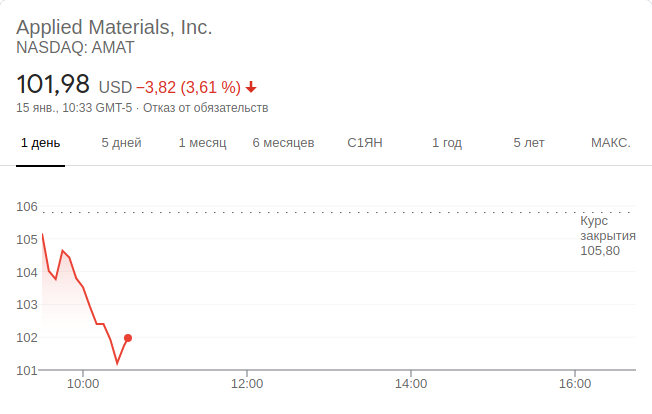 Applied Materials, Inc.
NASDAQ: AMAT
101,98 USD −3,82 (3,61 %)
15 янв., 10:33 GMT-5 · Отказ от обязательств
1 день 5 дней 1 месяц 6 месяцев С1ЯН 1 год 5 лет МАКС.
106
Курс
закрытия
105,80
105
104
103
102
101
10:00 12:00 14:00 16:00